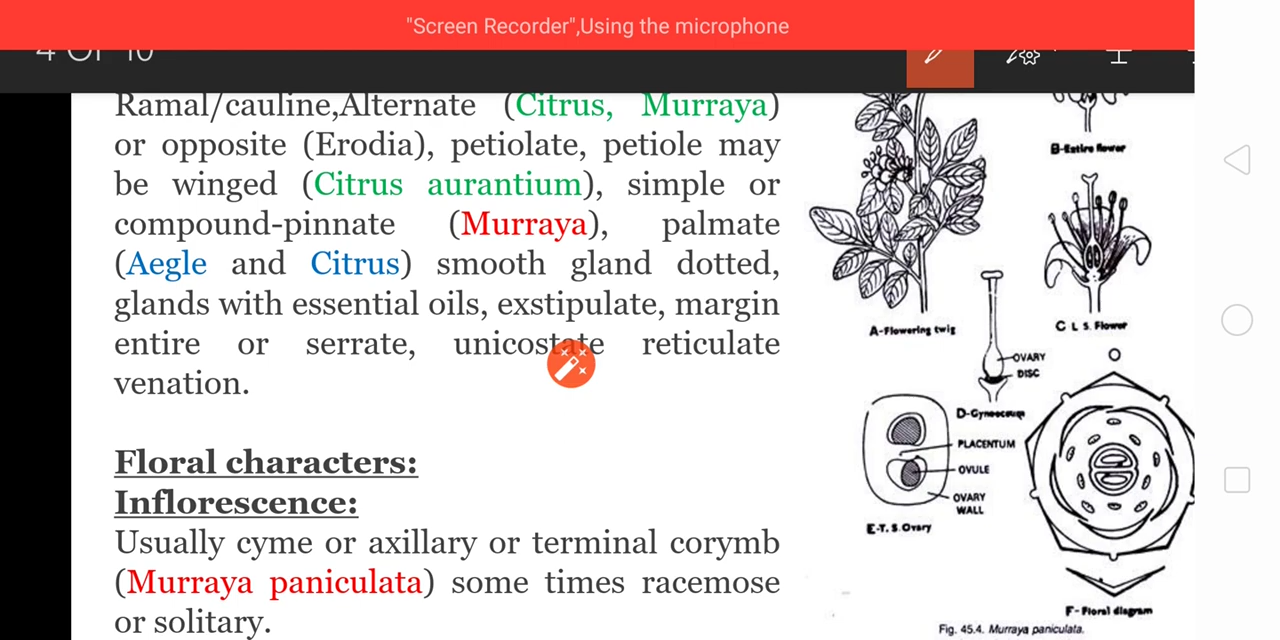 "Screen Recorder",Using the microphone
4 OF 10
Ramal/cauline,Alternate (Citrus, Murraya)
or opposite (Erodia), petiolate, petiole may
be winged (Citrus aurantium), simple or
compound-pinnate (Murraya), palmate
(Aegle and Citrus) smooth gland dotted,
glands with essential oils, exstipulate, margin
entire or serrate, unicostate reticulate
venation.
Floral characters:
Inflorescence:
Usually cyme or axillary or terminal corymb
(Murraya paniculata) some times racemose
or solitary.
B-Entire flower
A-Flowering twig
C L S. Flower
OVARY
DISC
D-Gynoecium
PLACENTUM
OVULE
OVARY
WALL
E-T. S. Ovary
F-Floral diagram
Fig. 45.4. Murraya paniculata.